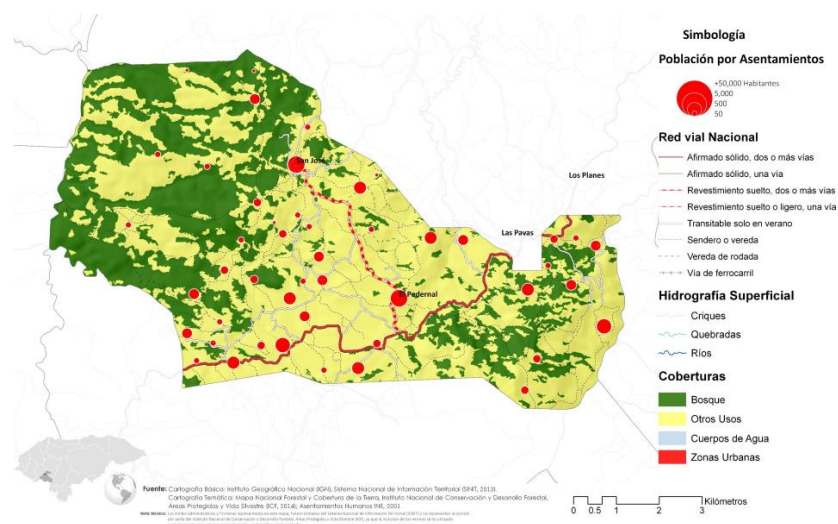 Simbología
Población por Asentamientos
+50,000 Habitantes
5,000
500
50
Red vial Nacional
Afirmado sólido, dos o más vías
Afirmado sólido, una vía
Revestimiento suelto, dos o más vías
Revestimiento suelto o ligero, una vía
Transitable solo en verano
Sendero o vereda
Vereda de rodada
Vía de ferrocarril
Hidrografía Superficial
Criques
Quebradas
Ríos
Coberturas
Bosque
Otros Usos
Cuerpos de Agua
Zonas Urbanas
San José
Los Planes
Las Pavas
El Pedernal
Fuente: Cartografía Básica: Instituto Geográfico Nacional (IGN), Sistema Nacional de Información Territorial (SINIT, 2013).
Cartografía Temática: Mapa Nacional Forestal y Cobertura de la Tierra, Instituto Nacional de Conservación y Desarrollo Forestal,
Áreas Protegidas y Vida Silvestre (ICF, 2014); Asentamientos Humanos INE, 2001
Nota Técnica:
0 0.5 1 2 3
Kilómetros